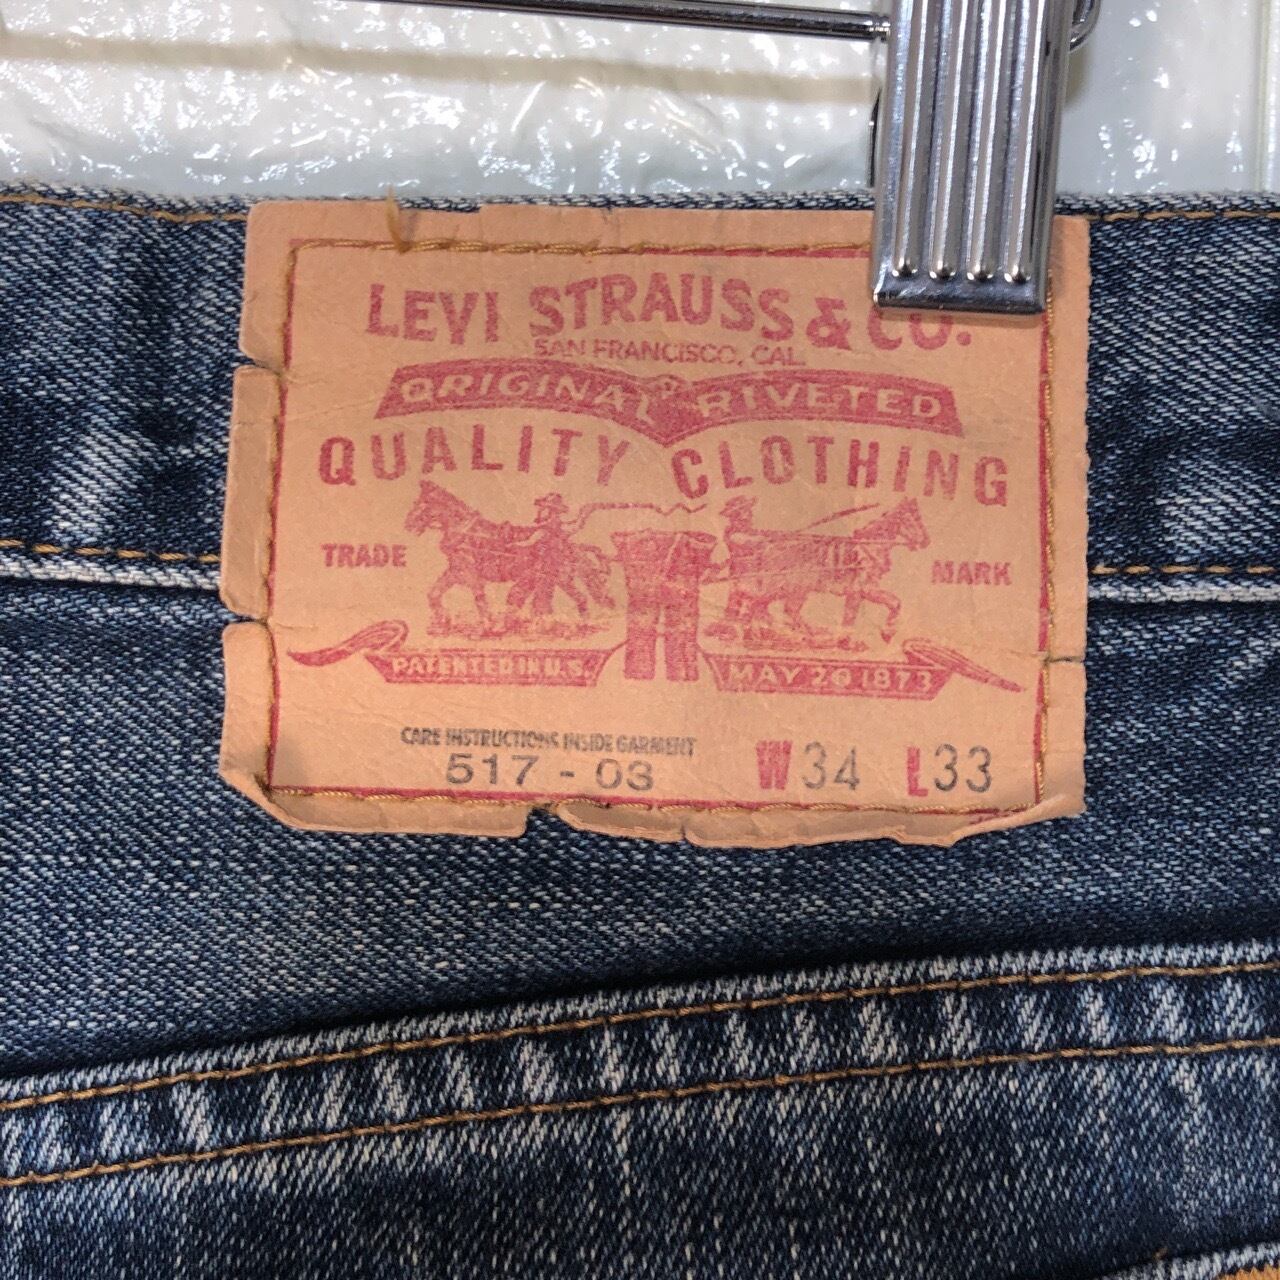 LEVI STRAUSS & CO.
SAN FRANCISCO, CAL.
ORIGINAL RIVETED
QUALITY CLOTHING
TRADE MARK
PATENTED IN U.S. MAY 20 1873
CARE INSTRUCTIONS INSIDE GARMENT
517 - 03 W34 L33